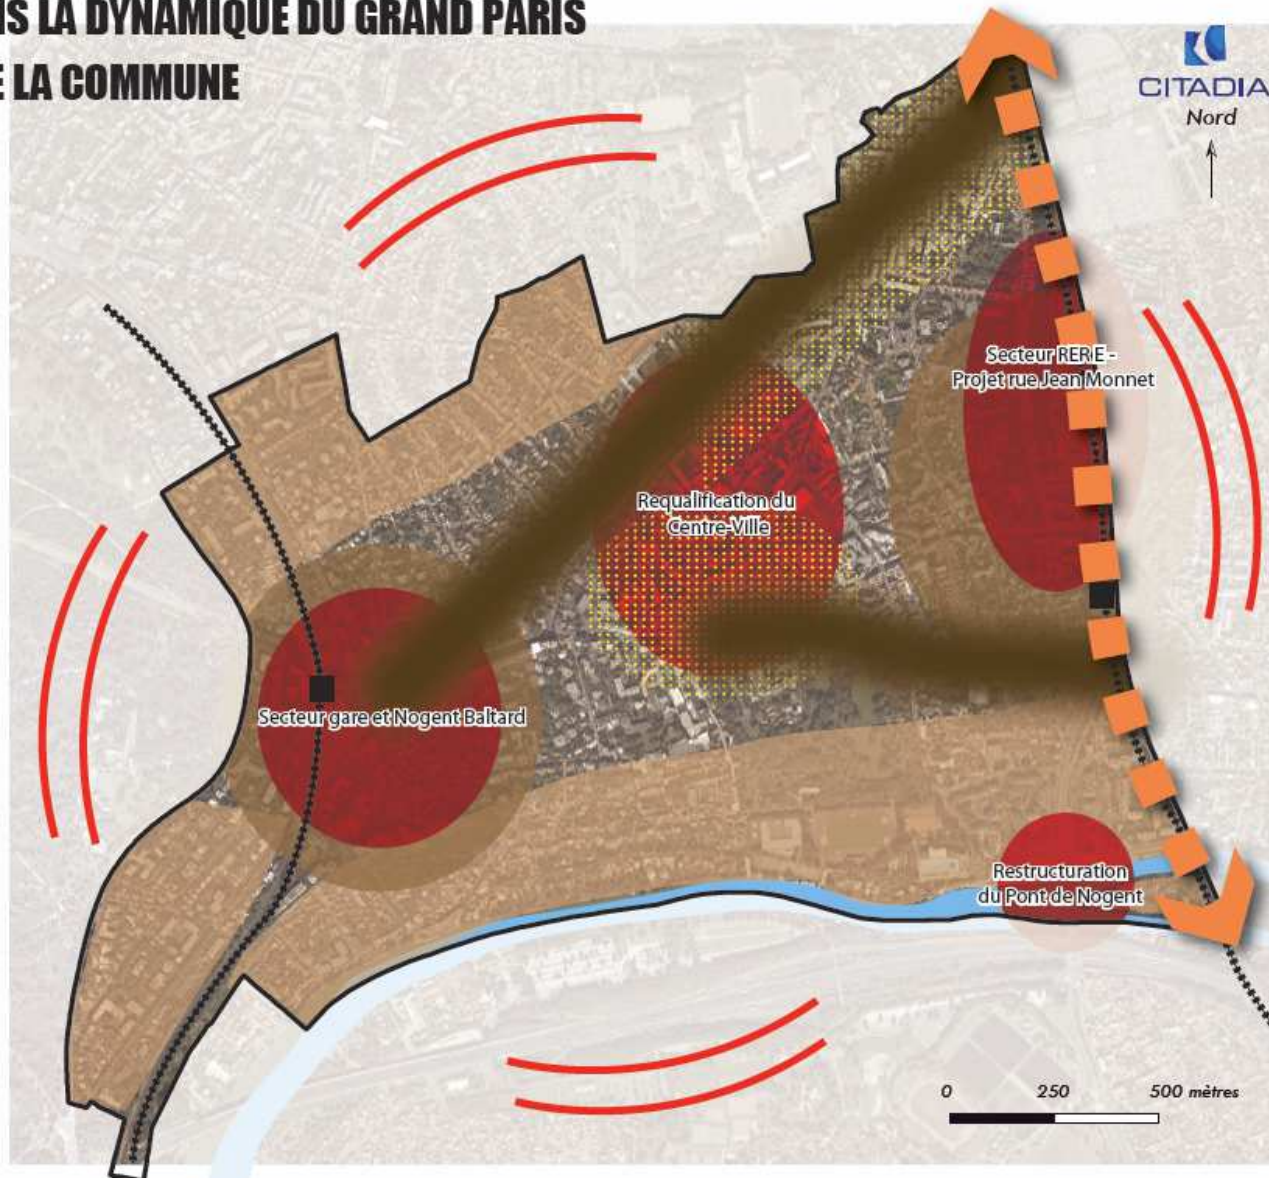 LA DYNAMIQUE DU GRAND PARIS
LA COMMUNE
CITADIA
Nord
Secteur RER E -
Projet rue Jean Monnet
Requalification du
Centre-Ville
Secteur gare et Nogent Baltard
Restructuration
du Pont de Nogent
0 250 500 mètres